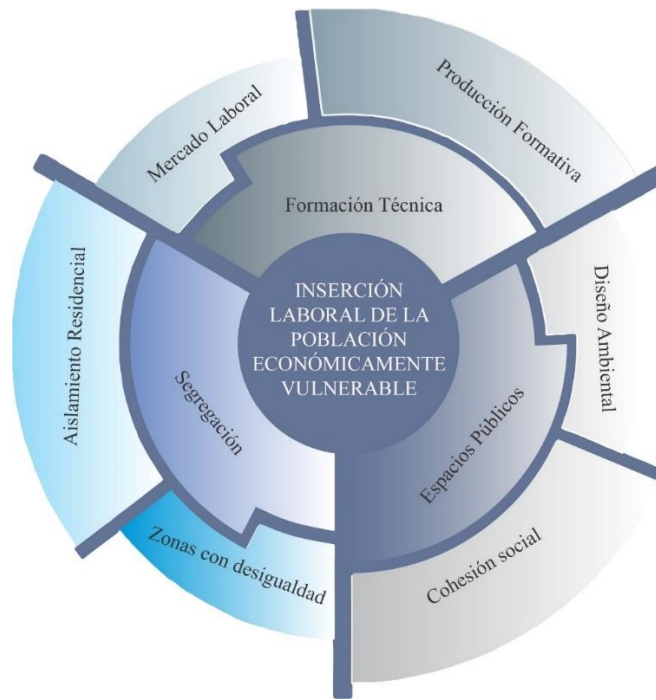 Mercado Laboral
Producción Formativa
Formación Técnica
INSERCIÓN
LABORAL DE LA
POBLACIÓN
ECONÓMICAMENTE
VULNERABLE
Aislamiento Residencial
Segregación
Zonas con desigualdad
Diseño Ambiental
Espacios Públicos
Cohesión social